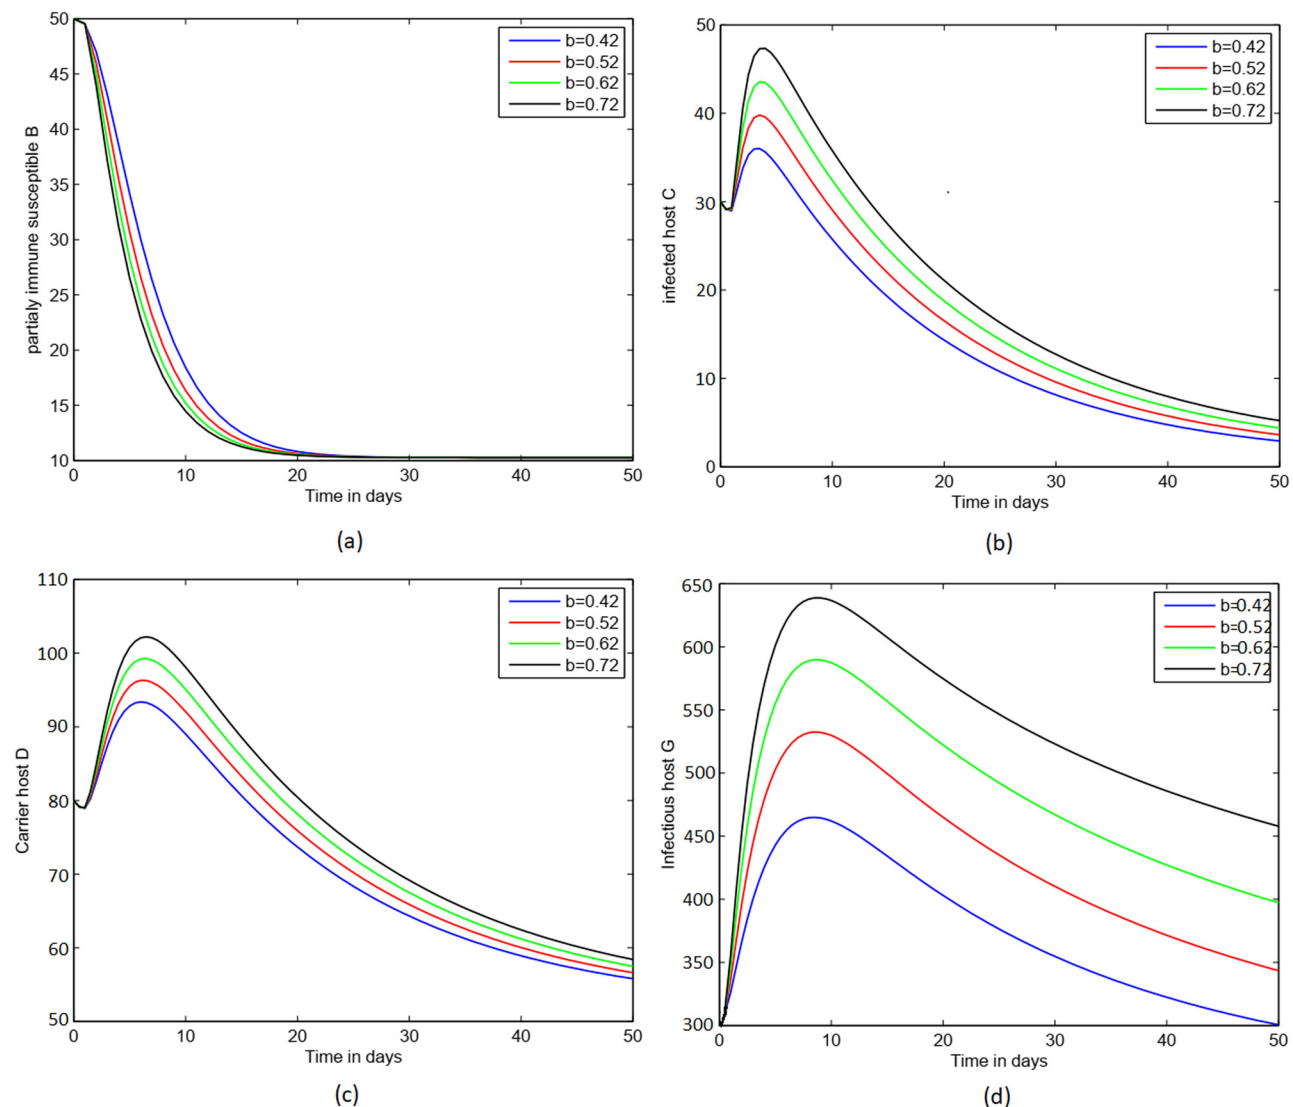 50
45
40
35
30
25
20
15
10
partialy immune susceptible B
b=0.42
b=0.52
b=0.62
b=0.72
0 10 20 30 40 50
Time in days
(a)
50
40
30
20
10
0
infected host C
b=0.42
b=0.52
b=0.62
b=0.72
0 10 20 30 40 50
Time in days
(b)
110
100
90
80
70
60
50
Carrier host D
b=0.42
b=0.52
b=0.62
b=0.72
0 10 20 30 40 50
Time in days
(c)
650
600
550
500
450
400
350
300
Infectious host G
b=0.42
b=0.52
b=0.62
b=0.72
0 10 20 30 40 50
Time in days
(d)